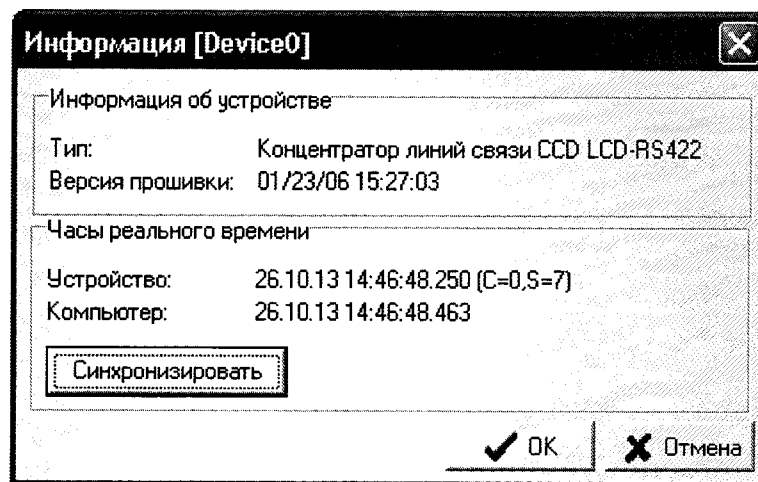 Информация [Device0]
Информация об устройстве
Тип: Концентратор линий связи CCD LCD-RS422
Версия прошивки: 01/23/06 15:27:03
Часы реального времени
Устройство: 26.10.13 14:46:48.250 (C=0,S=7)
Компьютер: 26.10.13 14:46:48.463
Синхронизировать
OK Отмена